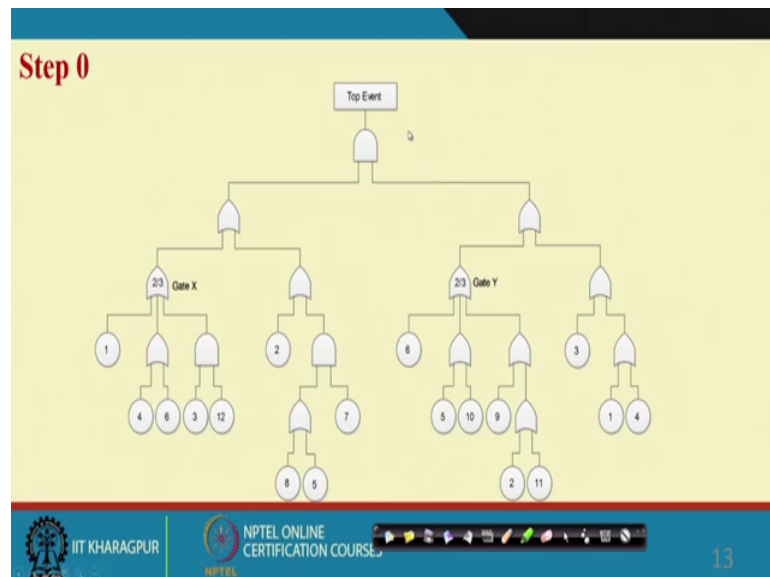 Step 0
Top Event
2/3 Gate X
2/3 Gate Y
1
2
6
3
4 6 3 12
7
5 10 9
1 4
8 5
2 11
IIT KHARAGPUR
NPTEL ONLINE
CERTIFICATION COURSES
NPTEL
13